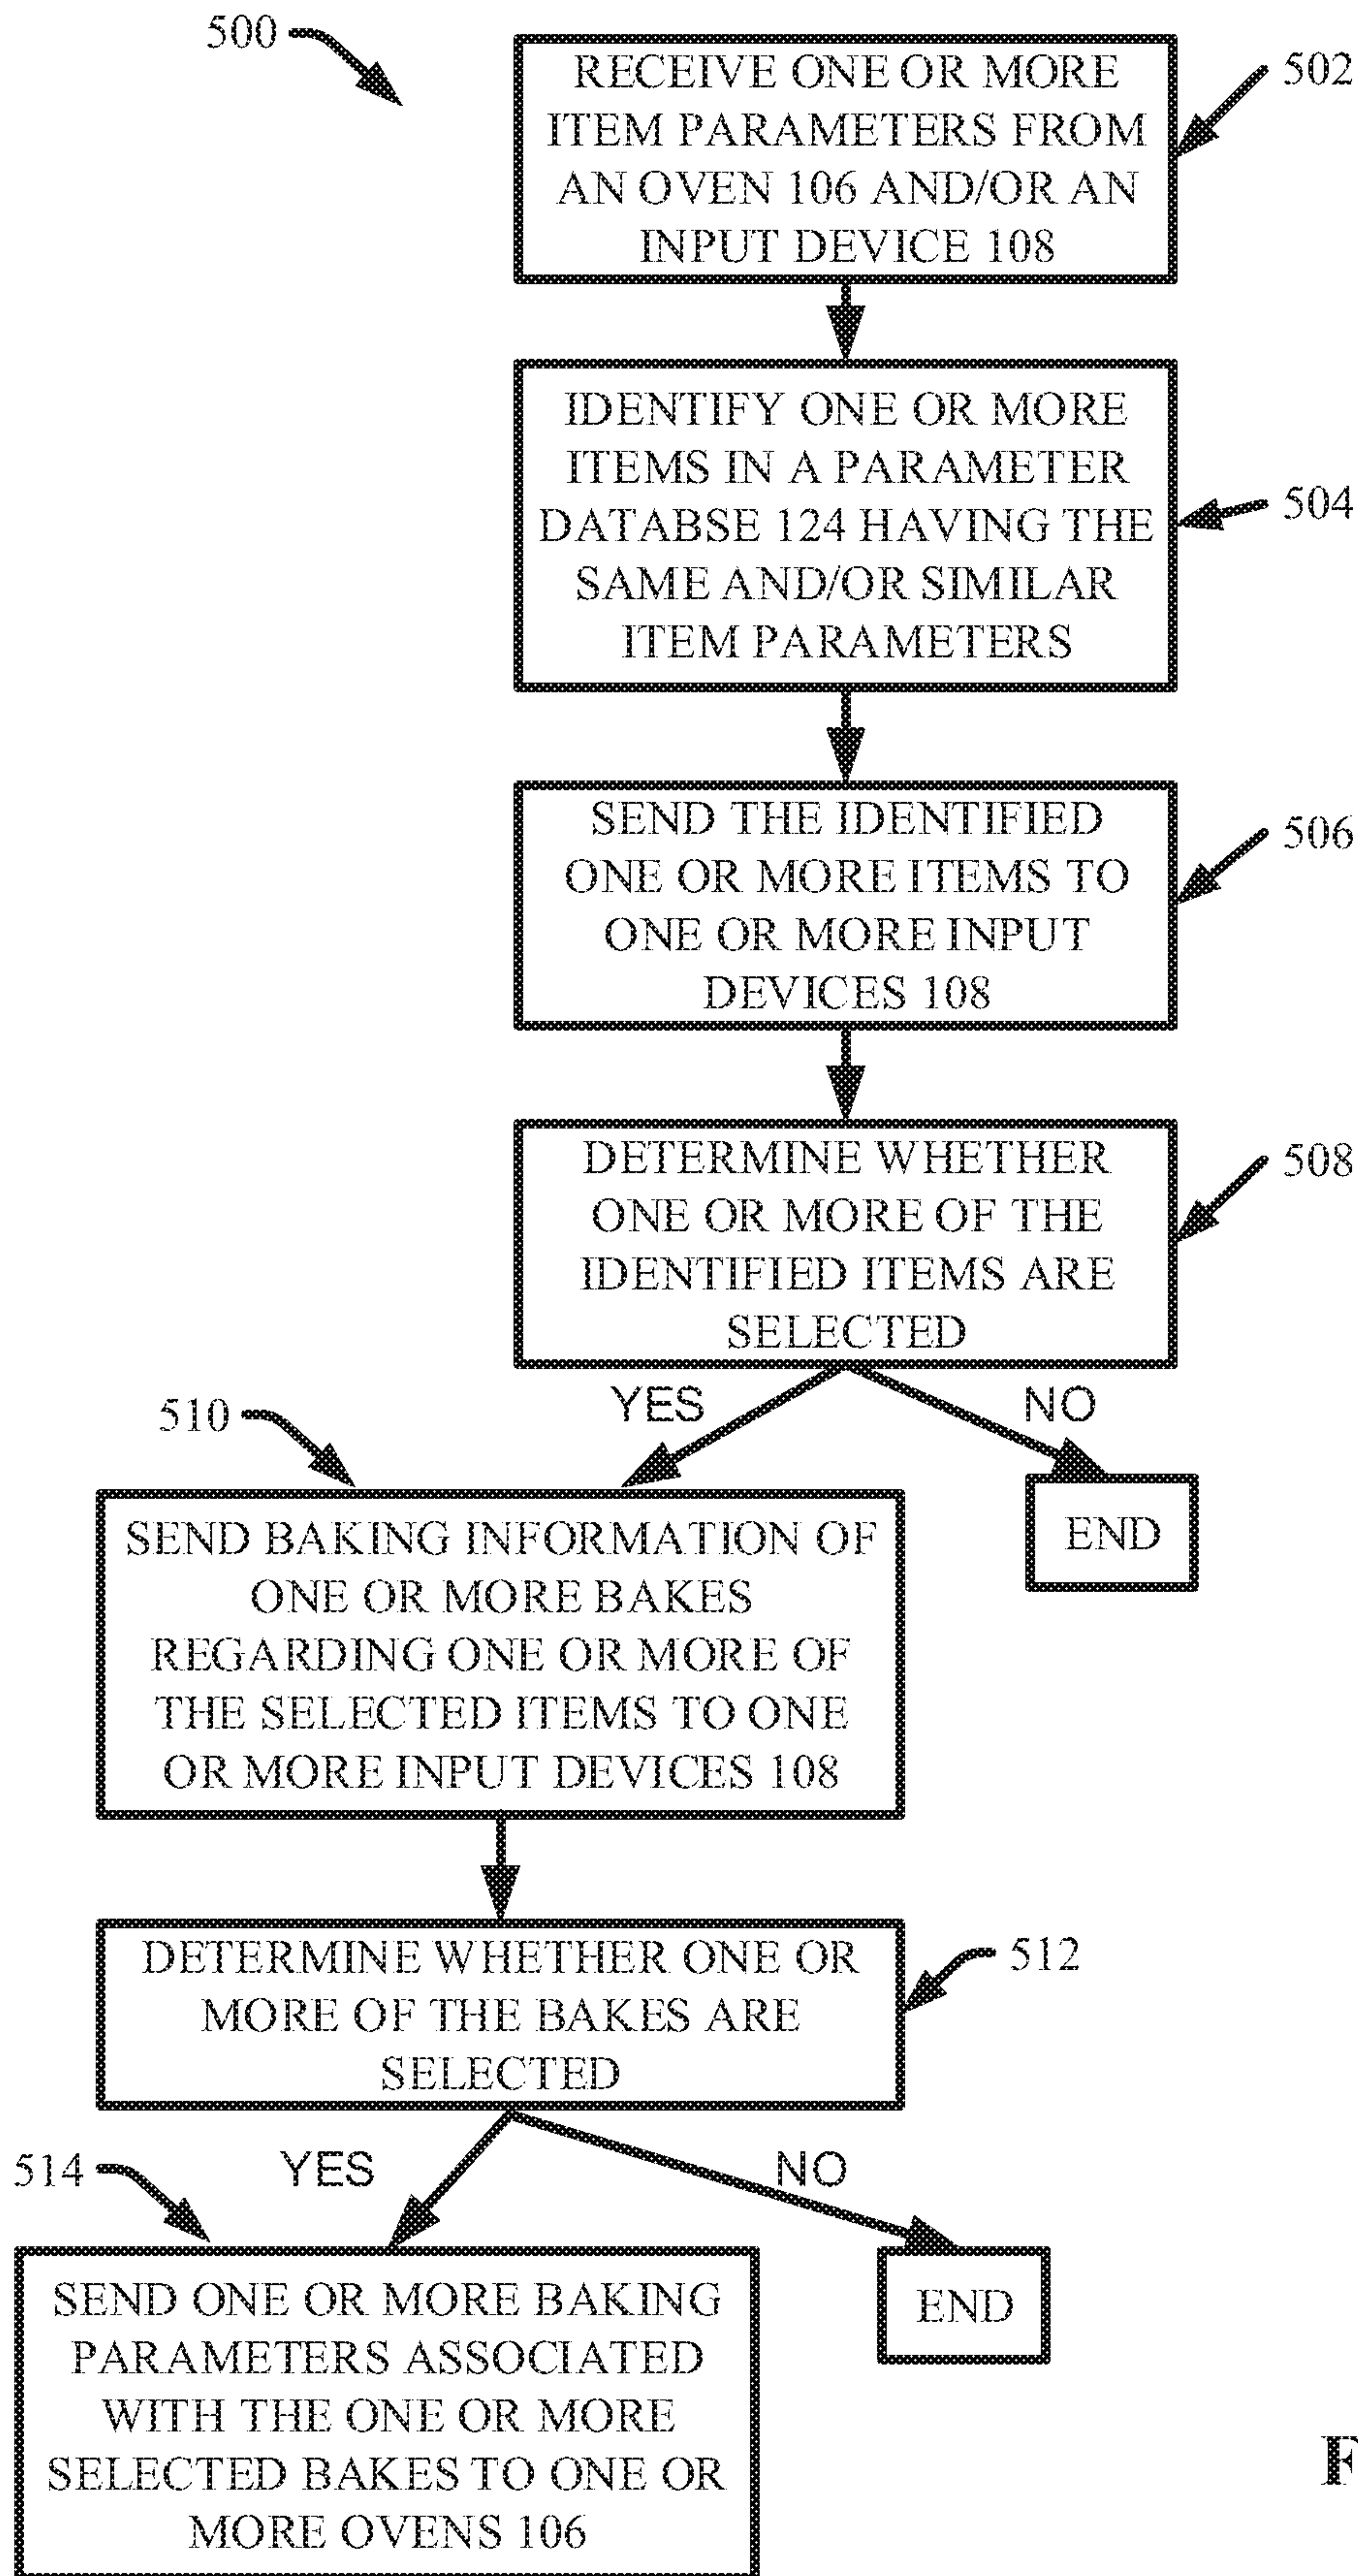 500
RECEIVE ONE OR MORE
ITEM PARAMETERS FROM
AN OVEN 106 AND/OR AN
INPUT DEVICE 108
502
IDENTIFY ONE OR MORE
ITEMS IN A PARAMETER
DATABSE 124 HAVING THE
SAME AND/OR SIMILAR
ITEM PARAMETERS
504
SEND THE IDENTIFIED
ONE OR MORE ITEMS TO
ONE OR MORE INPUT
DEVICES 108
506
DETERMINE WHETHER
ONE OR MORE OF THE
IDENTIFIED ITEMS ARE
SELECTED
508
YES
NO
510
END
SEND BAKING INFORMATION OF
ONE OR MORE BAKES
REGARDING ONE OR MORE OF
THE SELECTED ITEMS TO ONE
OR MORE INPUT DEVICES 108
DETERMINE WHETHER ONE OR
MORE OF THE BAKES ARE
SELECTED
512
YES
NO
514
END
SEND ONE OR MORE BAKING
PARAMETERS ASSOCIATED
WITH THE ONE OR MORE
SELECTED BAKES TO ONE OR
MORE OVENS 106
F